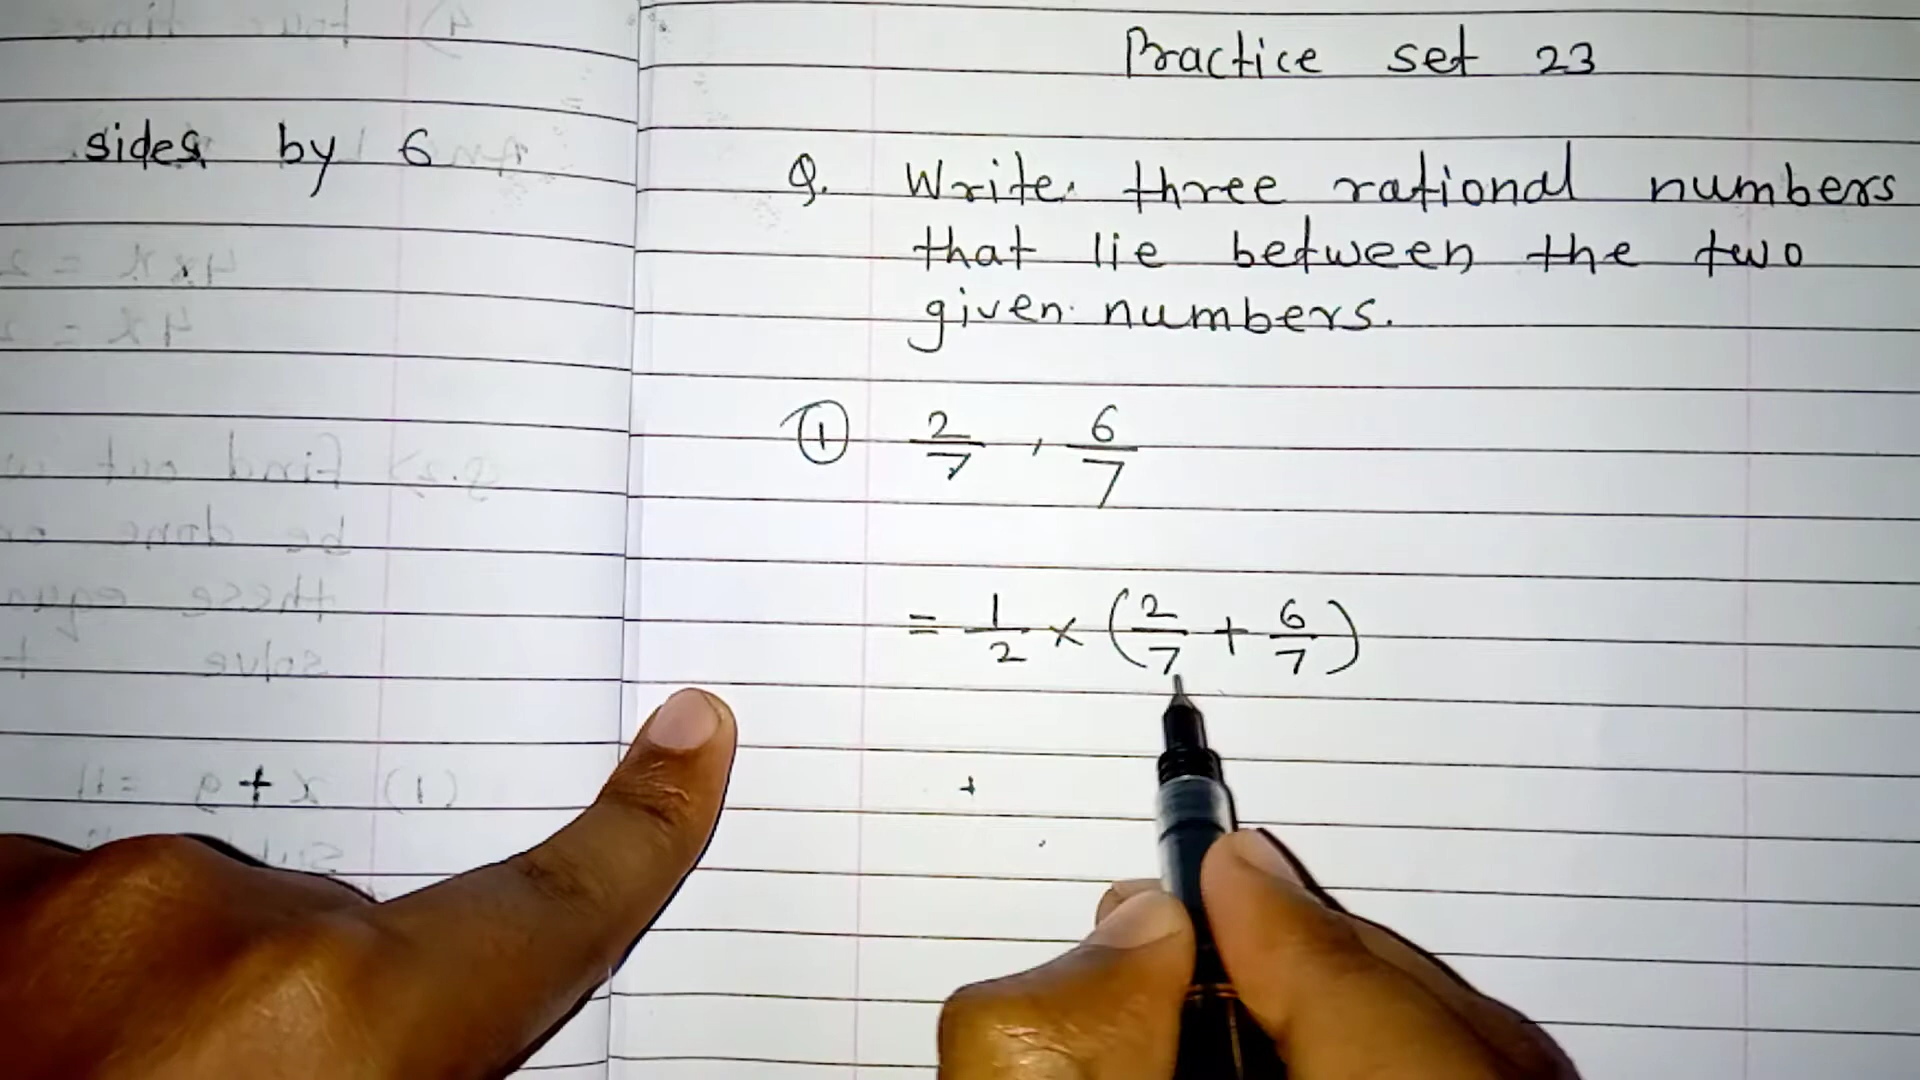 sides by 6
Practice set 23
Q. Write three rational numbers
that lie between the two
given numbers.
① 2/7 , 6/7
= 1/2 × (2/7 + 6/7)